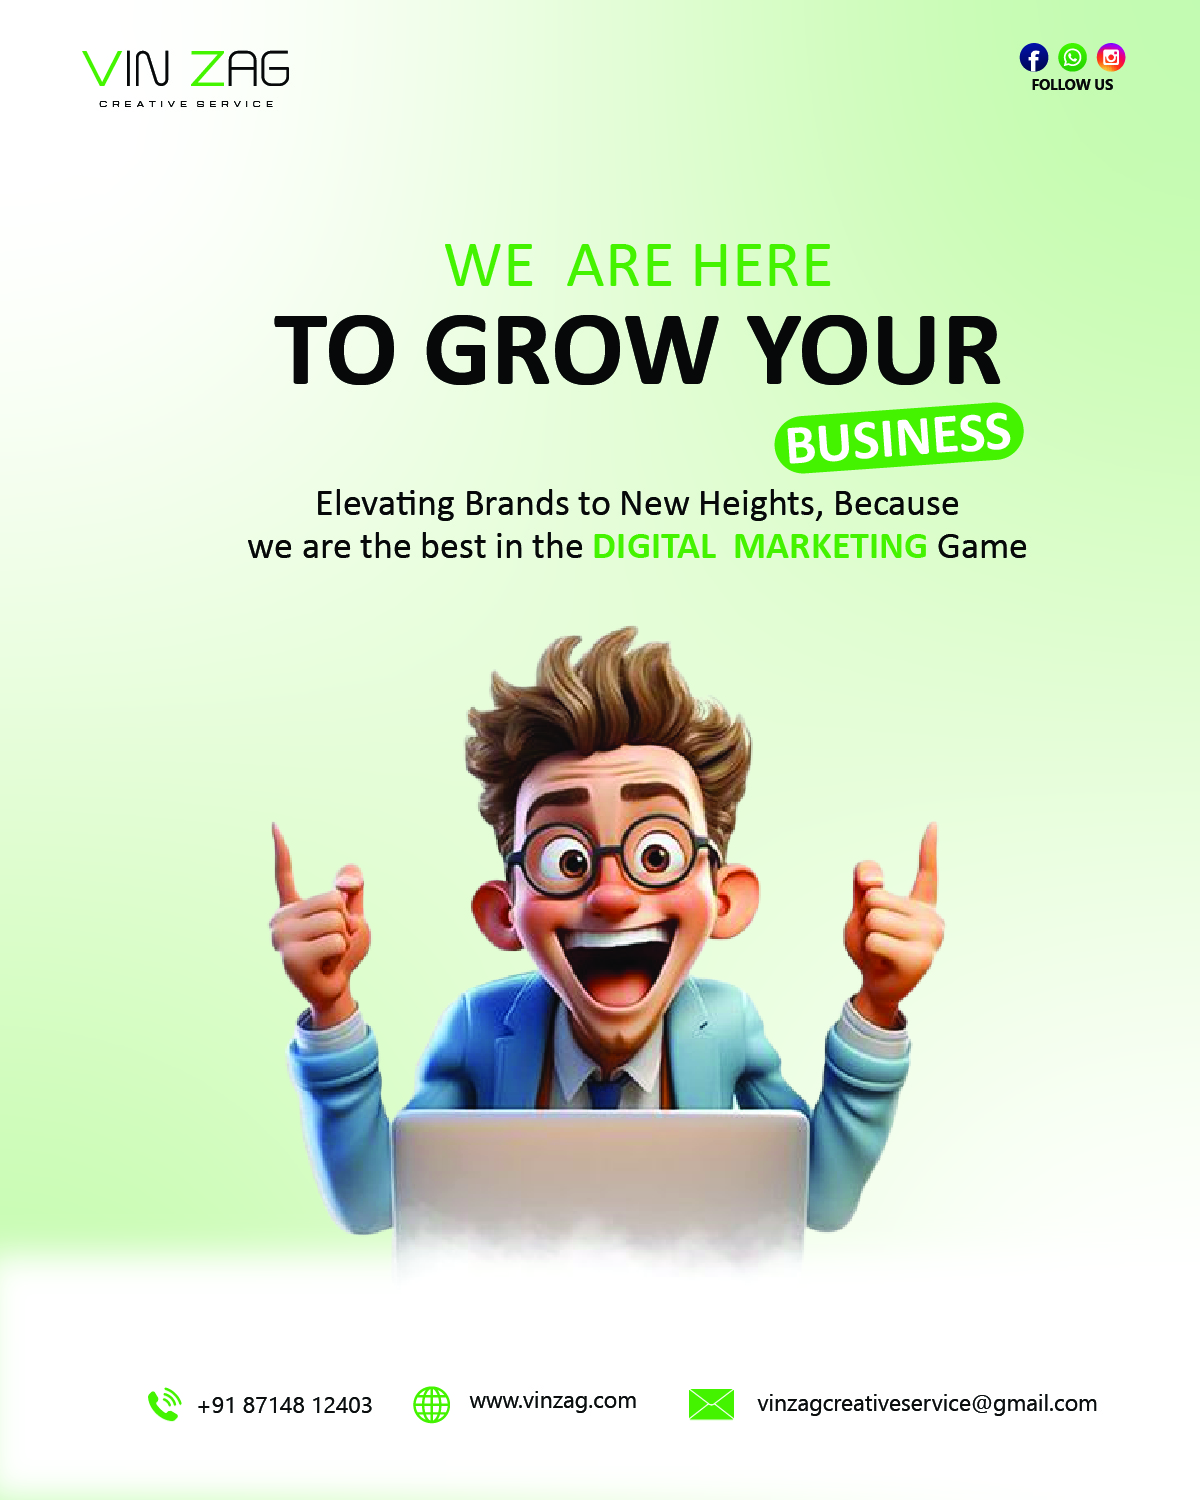 VIN ZAG
CREATIVE SERVICE
FOLLOW US
WE ARE HERE
TO GROW YOUR
BUSINESS
Elevating Brands to New Heights, Because
we are the best in the DIGITAL MARKETING Game
+91 87148 12403
www.vinzag.com
vinzagcreativeservice@gmail.com